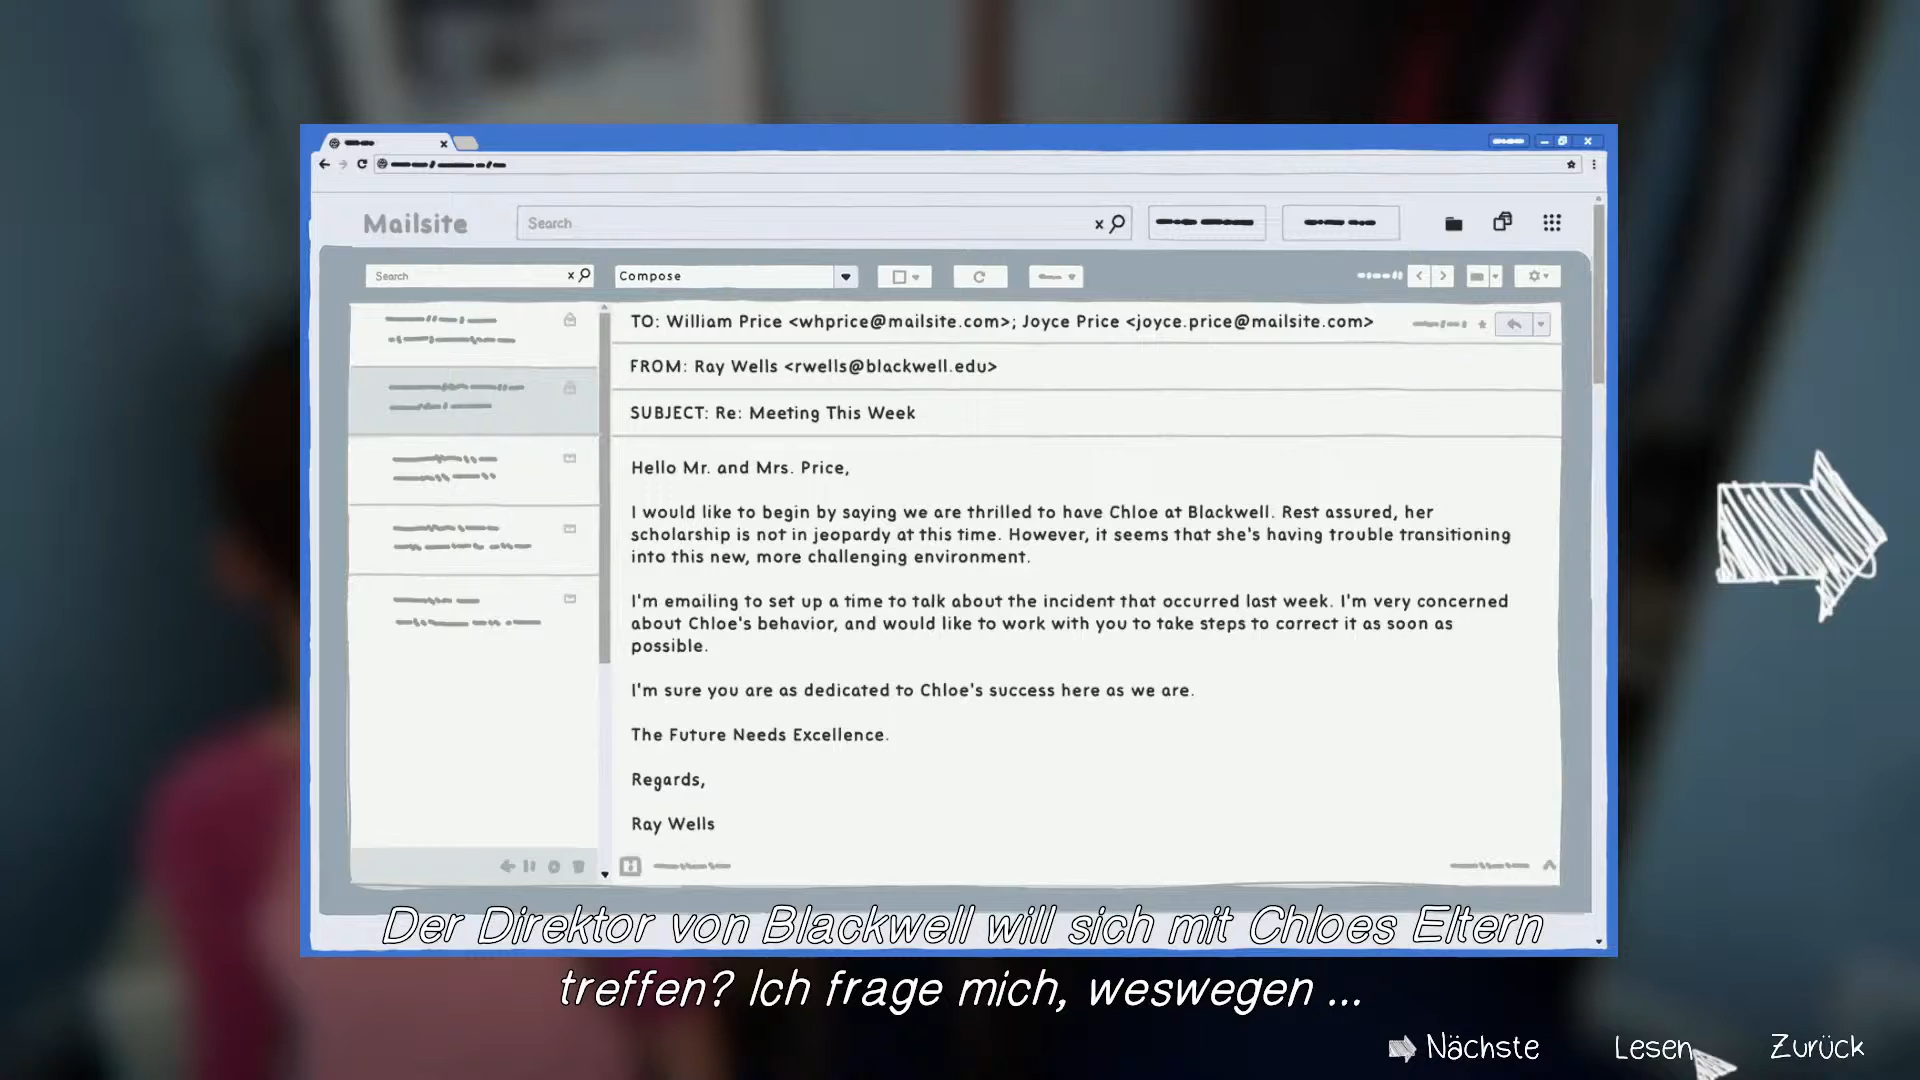 Mailsite
Search
Search
Compose
TO: William Price <whprice@mailsite.com>; Joyce Price <joyce.price@mailsite.com>
FROM: Ray Wells <rwells@blackwell.edu>
SUBJECT: Re: Meeting This Week
Hello Mr. and Mrs. Price,
I would like to begin by saying we are thrilled to have Chloe at Blackwell. Rest assured, her
scholarship is not in jeopardy at this time. However, it seems that she's having trouble transitioning
into this new, more challenging environment.
I'm emailing to set up a time to talk about the incident that occurred last week. I'm very concerned
about Chloe's behavior, and would like to work with you to take steps to correct it as soon as
possible.
I'm sure you are as dedicated to Chloe's success here as we are.
The Future Needs Excellence.
Regards,
Ray Wells
Der Direktor von Blackwell will sich mit Chloes Eltern
treffen? Ich frage mich, weswegen ...
Nächste
Lesen
Zurück